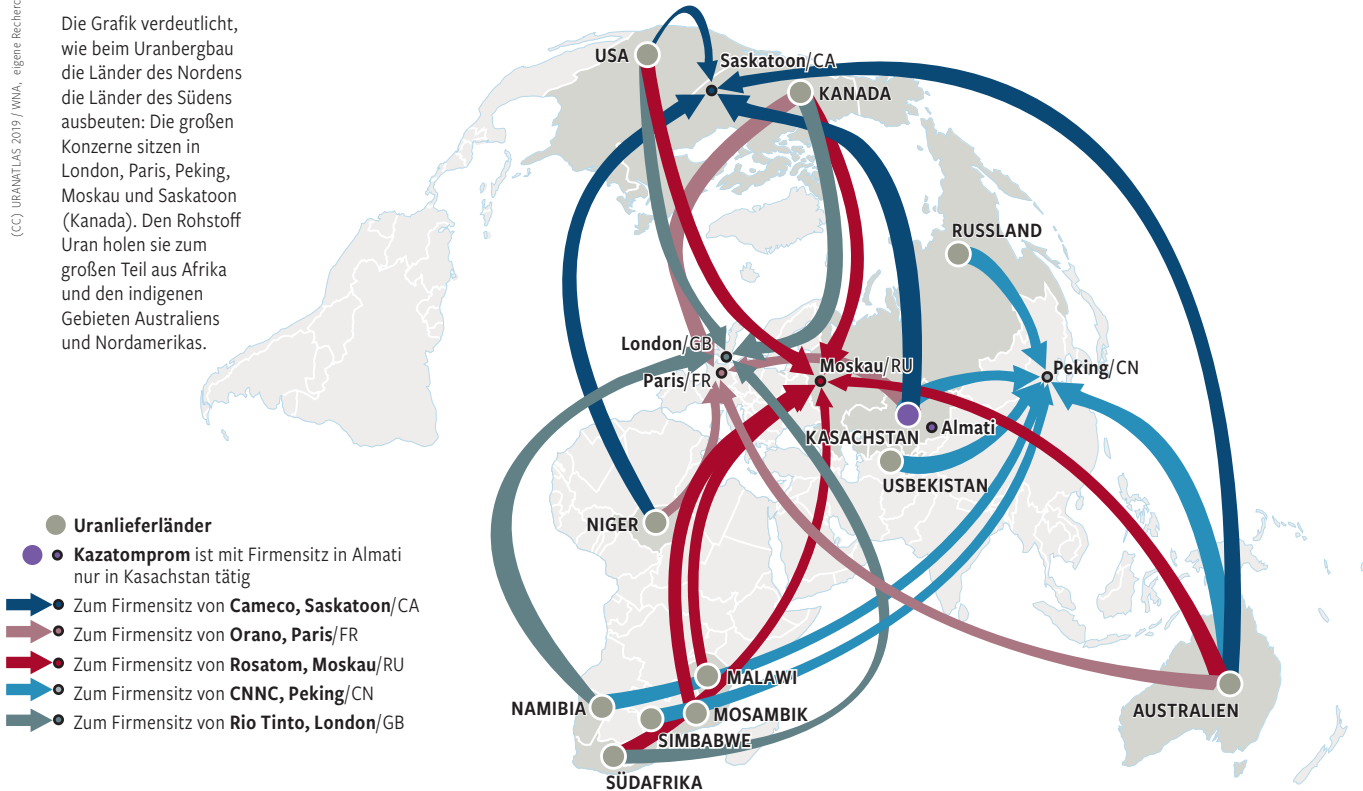 (CC) URANATLAS 2019 / WNA, eigene Recherc
Die Grafik verdeutlicht,
wie beim Uranbergbau
die Länder des Nordens
die Länder des Südens
ausbeuten: Die großen
Konzerne sitzen in
London, Paris, Peking,
Moskau und Saskatoon
(Kanada). Den Rohstoff
Uran holen sie zum
großen Teil aus Afrika
und den indigenen
Gebieten Australiens
und Nordamerikas.
USA
Saskatoon/CA
KANADA
RUSSLAND
London/GB
Paris/FR
Moskau/RU
Peking/CN
KASACHSTAN
Almati
USBEKISTAN
NIGER
MALAWI
NAMIBIA
MOSAMBIK
SIMBABWE
SÜDAFRIKA
AUSTRALIEN
Uranlieferländer
Kazatomprom ist mit Firmensitz in Almati
nur in Kasachstan tätig
Zum Firmensitz von Cameco, Saskatoon/CA
Zum Firmensitz von Orano, Paris/FR
Zum Firmensitz von Rosatom, Moskau/RU
Zum Firmensitz von CNNC, Peking/CN
Zum Firmensitz von Rio Tinto, London/GB